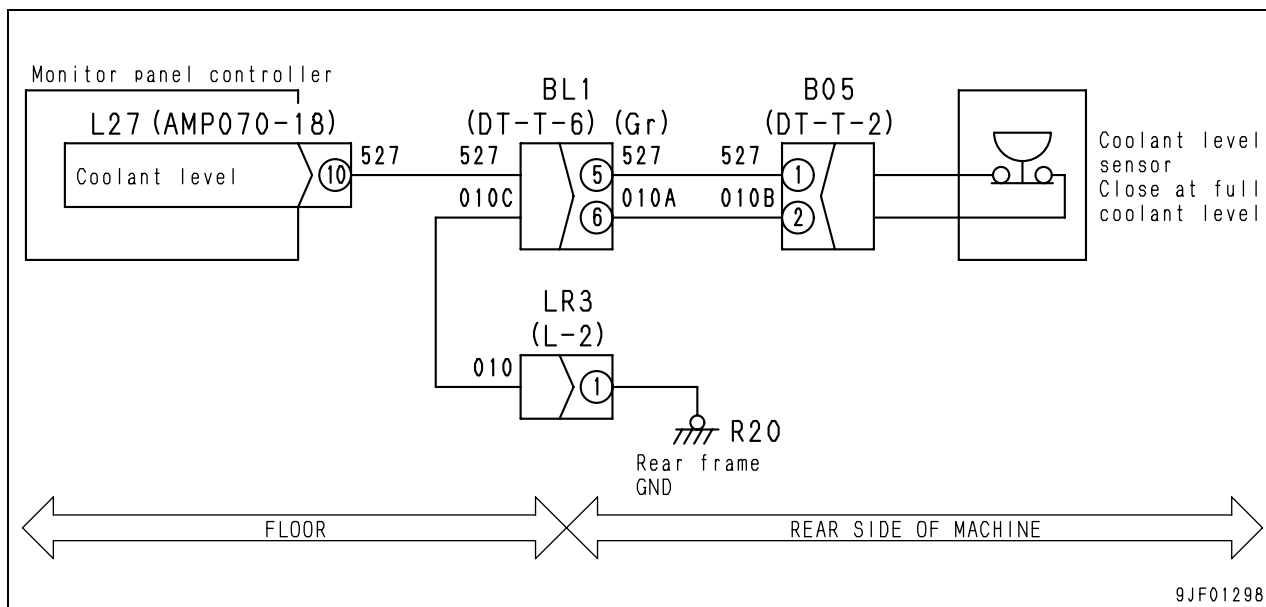 Monitor panel controller
L27 (AMP070-18)
Coolant level
10
527
BL1
(DT-T-6) (Gr)
527
010C
5
6
527
010A
B05
(DT-T-2)
527
010B
1
2
Coolant level
sensor
Close at full
coolant level
LR3
(L-2)
010
1
R20
Rear frame
GND
FLOOR
REAR SIDE OF MACHINE
9JF01298